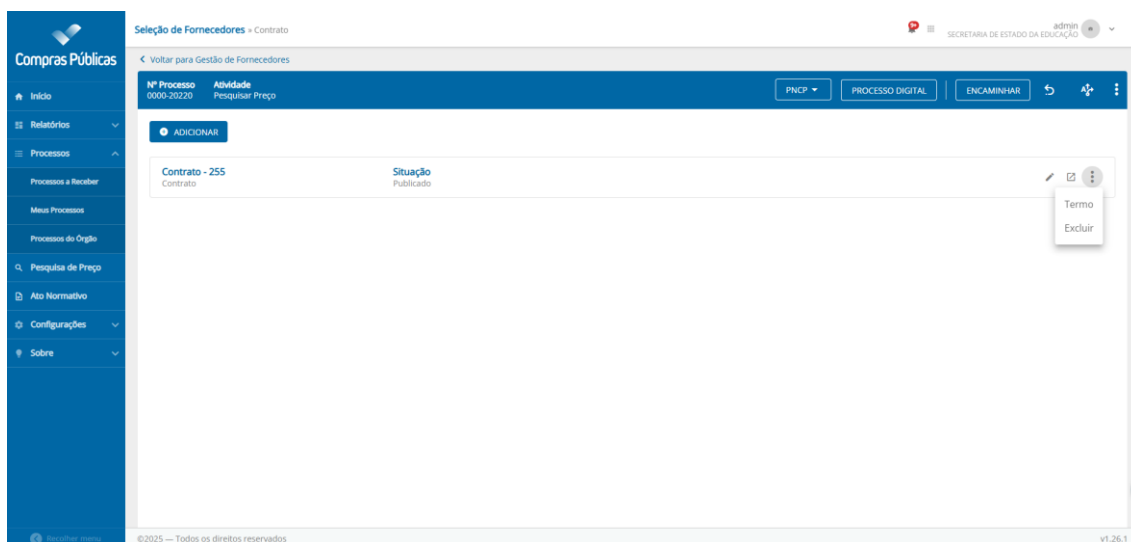 Compras Públicas
Início
Relatórios
Processos
Processos a Receber
Meus Processos
Processos do Órgão
Pesquisa de Preço
Ato Normativo
Configurações
Sobre
Recolher menu
Seleção de Fornecedores » Contrato
admin
SECRETARIA DE ESTADO DA EDUCAÇÃO
Voltar para Gestão de Fornecedores
Nº Processo Atividade
0000-20220 Pesquisar Preço
PNCP PROCESSO DIGITAL ENCAMINHAR
ADICIONAR
Contrato - 255 Situação
Contrato Publicado
Termo
Excluir
©2025 — Todos os direitos reservados v1.26.1